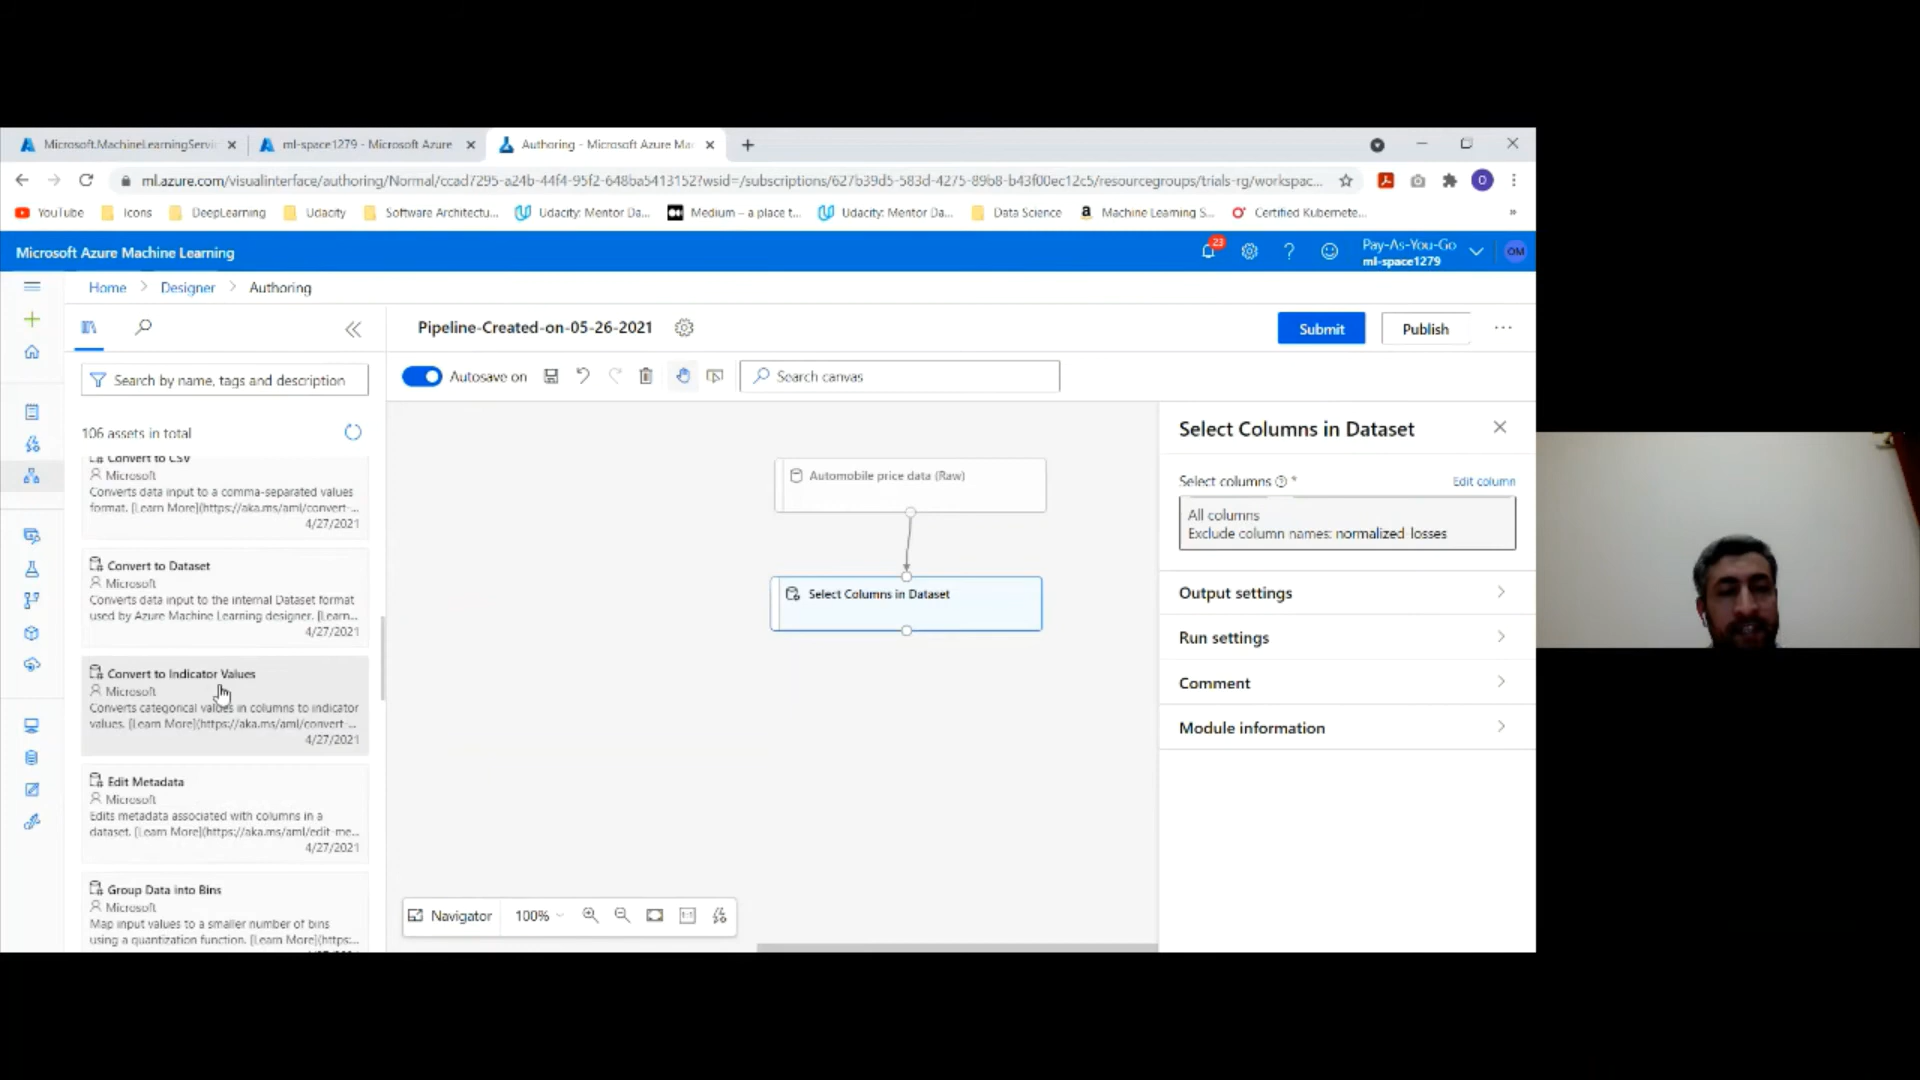 Microsoft.MachineLearningServi
ml-space1279 - Microsoft Azure
Authoring - Microsoft Azure Mac
ml.azure.com/visualinterface/authoring/Normal/ccad7295-a24b-44f4-95f2-648ba5413152?wsid=/subscriptions/627b39d5-583d-4275-89b8-b43f00ec12c5/resourcegroups/trials-rg/workspac...
O
YouTube
Icons
DeepLearning
Udacity
Software Architectu...
Udacity: Mentor Da...
Medium – a place t...
Udacity: Mentor Da...
Data Science
a Machine Learning S...
Certified Kubernete...
»
Microsoft Azure Machine Learning
23
Pay-As-You-Go
ml-space1279
OM
Home > Designer > Authoring
Pipeline-Created-on-05-26-2021
Submit
Publish
Search by name, tags and description
Autosave on
Search canvas
106 assets in total
Convert to CSV
Microsoft
Converts data input to a comma-separated values
format. [Learn More](https://aka.ms/aml/convert-...
4/27/2021
Convert to Dataset
Microsoft
Converts data input to the internal Dataset format
used by Azure Machine Learning designer. [Learn...
4/27/2021
Convert to Indicator Values
Microsoft
Converts categorical values in columns to indicator
values. [Learn More](https://aka.ms/aml/convert-...
4/27/2021
Edit Metadata
Microsoft
Edits metadata associated with columns in a
dataset. [Learn More](https://aka.ms/aml/edit-me...
4/27/2021
Group Data into Bins
Microsoft
Map input values to a smaller number of bins
using a quantization function. [Learn More](https:...
Automobile price data (Raw)
Select Columns in Dataset
Navigator
100%
Select Columns in Dataset
Select columns *
Edit column
All columns
Exclude column names: normalized-losses
Output settings
Run settings
Comment
Module information